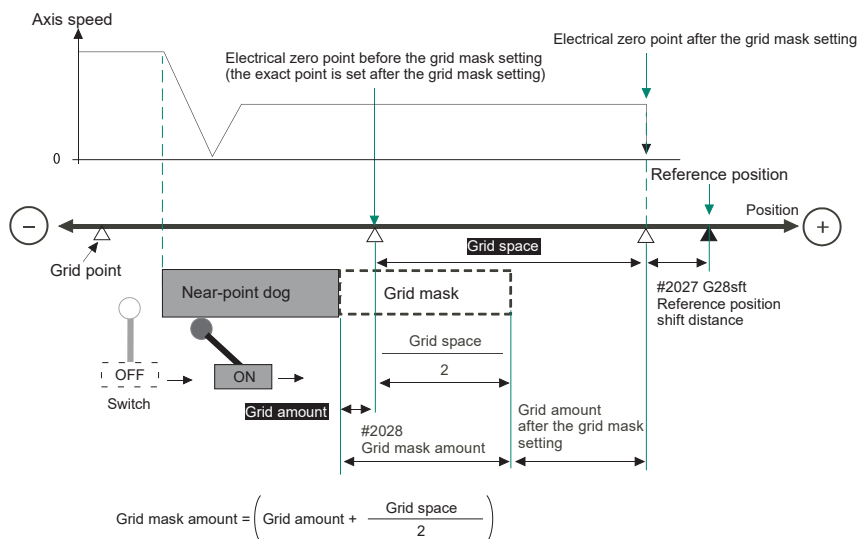 Axis speed
Electrical zero point before the grid mask setting
(the exact point is set after the grid mask setting)
Electrical zero point after the grid mask setting
0
Reference position
Position
−
+
Grid space
Grid point
Near-point dog
Grid mask
#2027 G28sft
Reference position
shift distance
Grid space
2
OFF
ON
Switch
Grid amount
#2028
Grid mask amount
Grid amount
after the grid mask
setting
Grid mask amount = ( Grid amount + Grid space
2 )